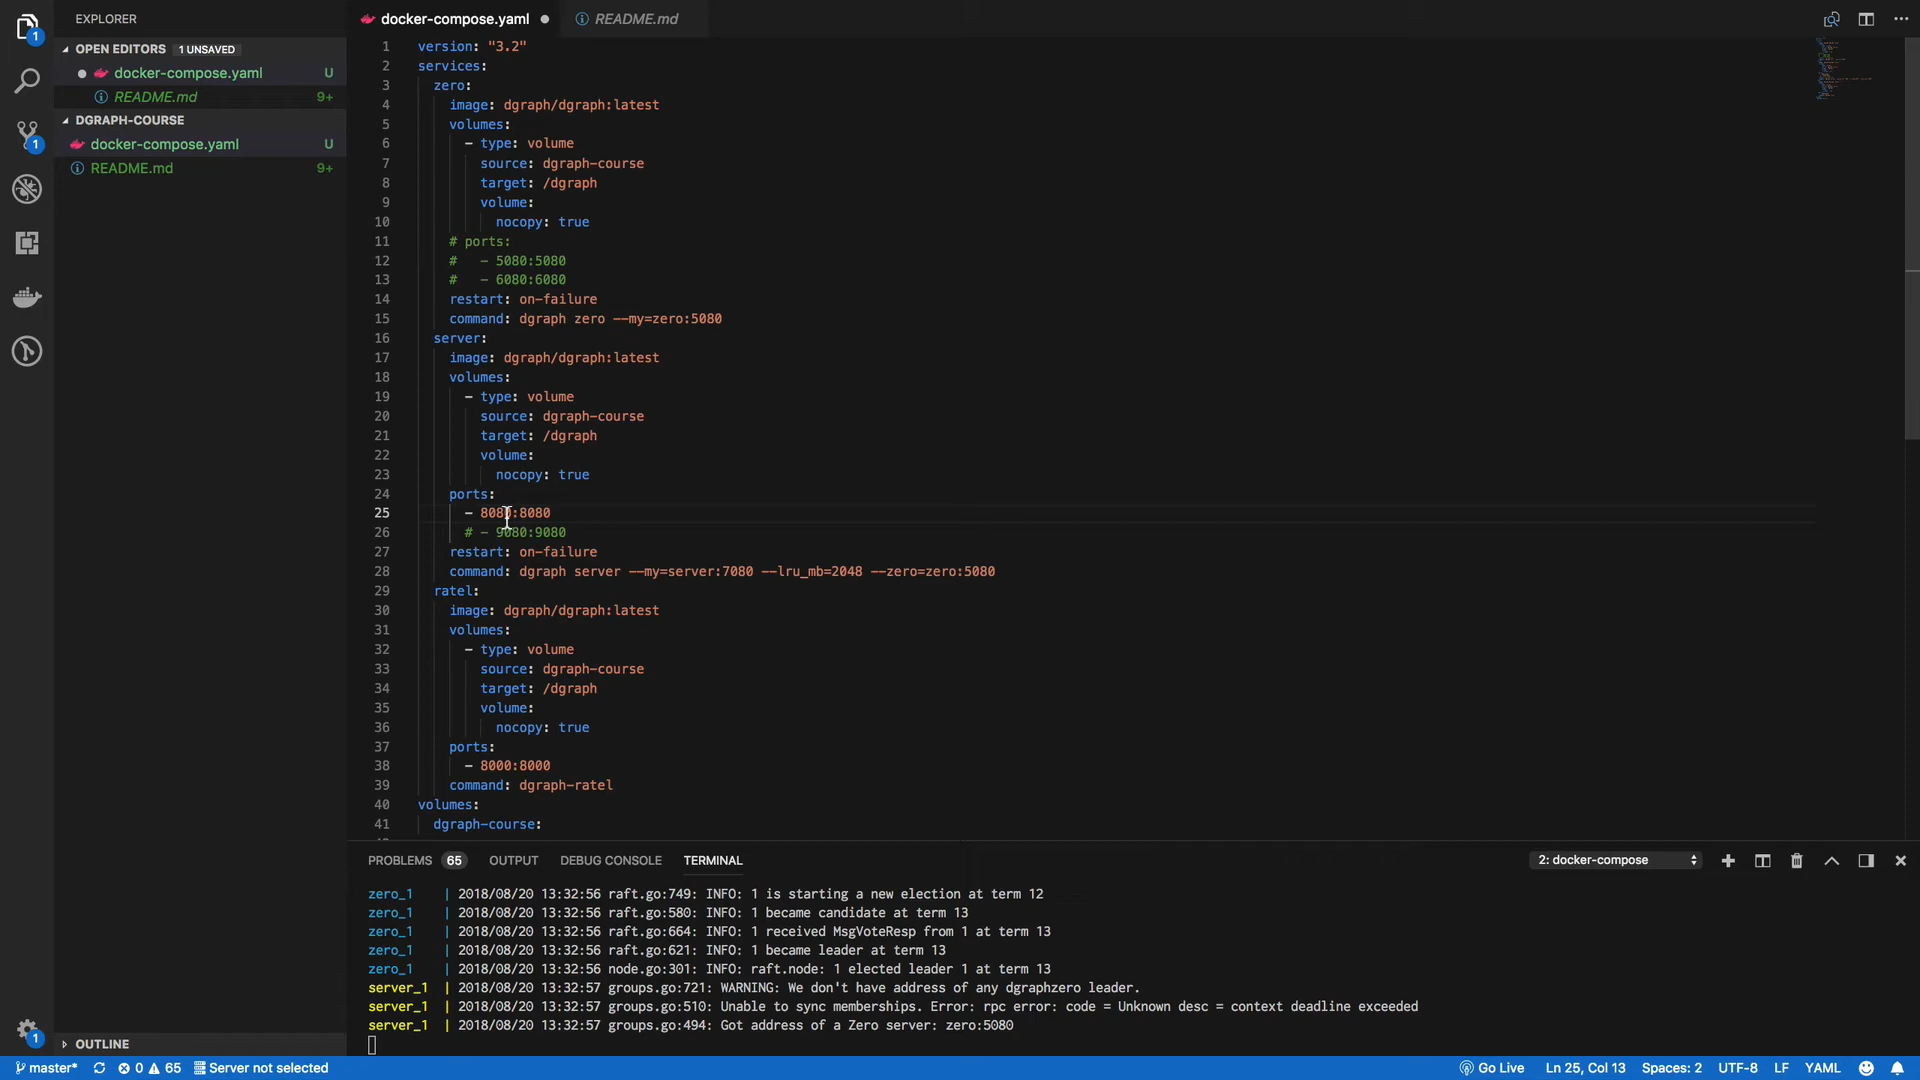 EXPLORER
OPEN EDITORS 1 UNSAVED
docker-compose.yaml U
README.md 9+
DGRAPH-COURSE
docker-compose.yaml U
README.md 9+
OUTLINE
1
1
1
docker-compose.yaml
README.md
1 version: "3.2"
2 services:
3 zero:
4 image: dgraph/dgraph:latest
5 volumes:
6 - type: volume
7 source: dgraph-course
8 target: /dgraph
9 volume:
10 nocopy: true
11 # ports:
12 # - 5080:5080
13 # - 6080:6080
14 restart: on-failure
15 command: dgraph zero --my=zero:5080
16 server:
17 image: dgraph/dgraph:latest
18 volumes:
19 - type: volume
20 source: dgraph-course
21 target: /dgraph
22 volume:
23 nocopy: true
24 ports:
25 - 8080:8080
26 # - 9080:9080
27 restart: on-failure
28 command: dgraph server --my=server:7080 --lru_mb=2048 --zero=zero:5080
29 ratel:
30 image: dgraph/dgraph:latest
31 volumes:
32 - type: volume
33 source: dgraph-course
34 target: /dgraph
35 volume:
36 nocopy: true
37 ports:
38 - 8000:8000
39 command: dgraph-ratel
40 volumes:
41 dgraph-course:
PROBLEMS 65 OUTPUT DEBUG CONSOLE TERMINAL 2: docker-compose
zero_1 | 2018/08/20 13:32:56 raft.go:749: INFO: 1 is starting a new election at term 12
zero_1 | 2018/08/20 13:32:56 raft.go:580: INFO: 1 became candidate at term 13
zero_1 | 2018/08/20 13:32:56 raft.go:664: INFO: 1 received MsgVoteResp from 1 at term 13
zero_1 | 2018/08/20 13:32:56 raft.go:621: INFO: 1 became leader at term 13
zero_1 | 2018/08/20 13:32:56 node.go:301: INFO: raft.node: 1 elected leader 1 at term 13
server_1 | 2018/08/20 13:32:57 groups.go:721: WARNING: We don't have address of any dgraphzero leader.
server_1 | 2018/08/20 13:32:57 groups.go:510: Unable to sync memberships. Error: rpc error: code = Unknown desc = context deadline exceeded
server_1 | 2018/08/20 13:32:57 groups.go:494: Got address of a Zero server: zero:5080
master* 0 65 Server not selected Go Live Ln 25, Col 13 Spaces: 2 UTF-8 LF YAML